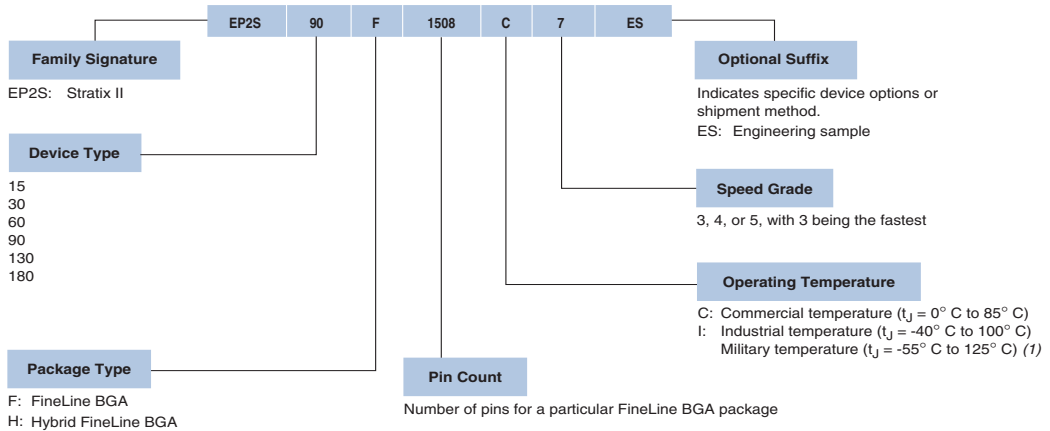 EP2S 90 F 1508 C 7 ES
Family Signature
EP2S: Stratix II
Optional Suffix
Indicates specific device options or
shipment method.
ES: Engineering sample
Device Type
15
30
60
90
130
180
Speed Grade
3, 4, or 5, with 3 being the fastest
Operating Temperature
C: Commercial temperature (tJ = 0° C to 85° C)
I: Industrial temperature (tJ = -40° C to 100° C)
Military temperature (tJ = -55° C to 125° C) (1)
Package Type
F: FineLine BGA
H: Hybrid FineLine BGA
Pin Count
Number of pins for a particular FineLine BGA package